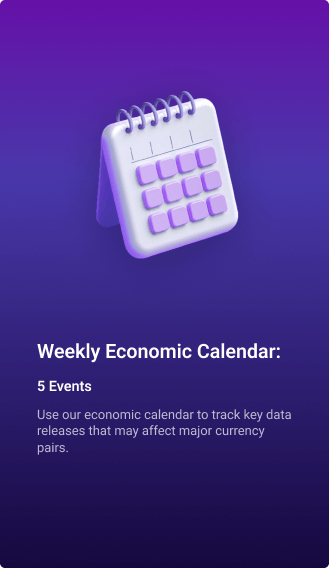 Weekly Economic Calendar:
5 Events
Use our economic calendar to track key data
releases that may affect major currency
pairs.